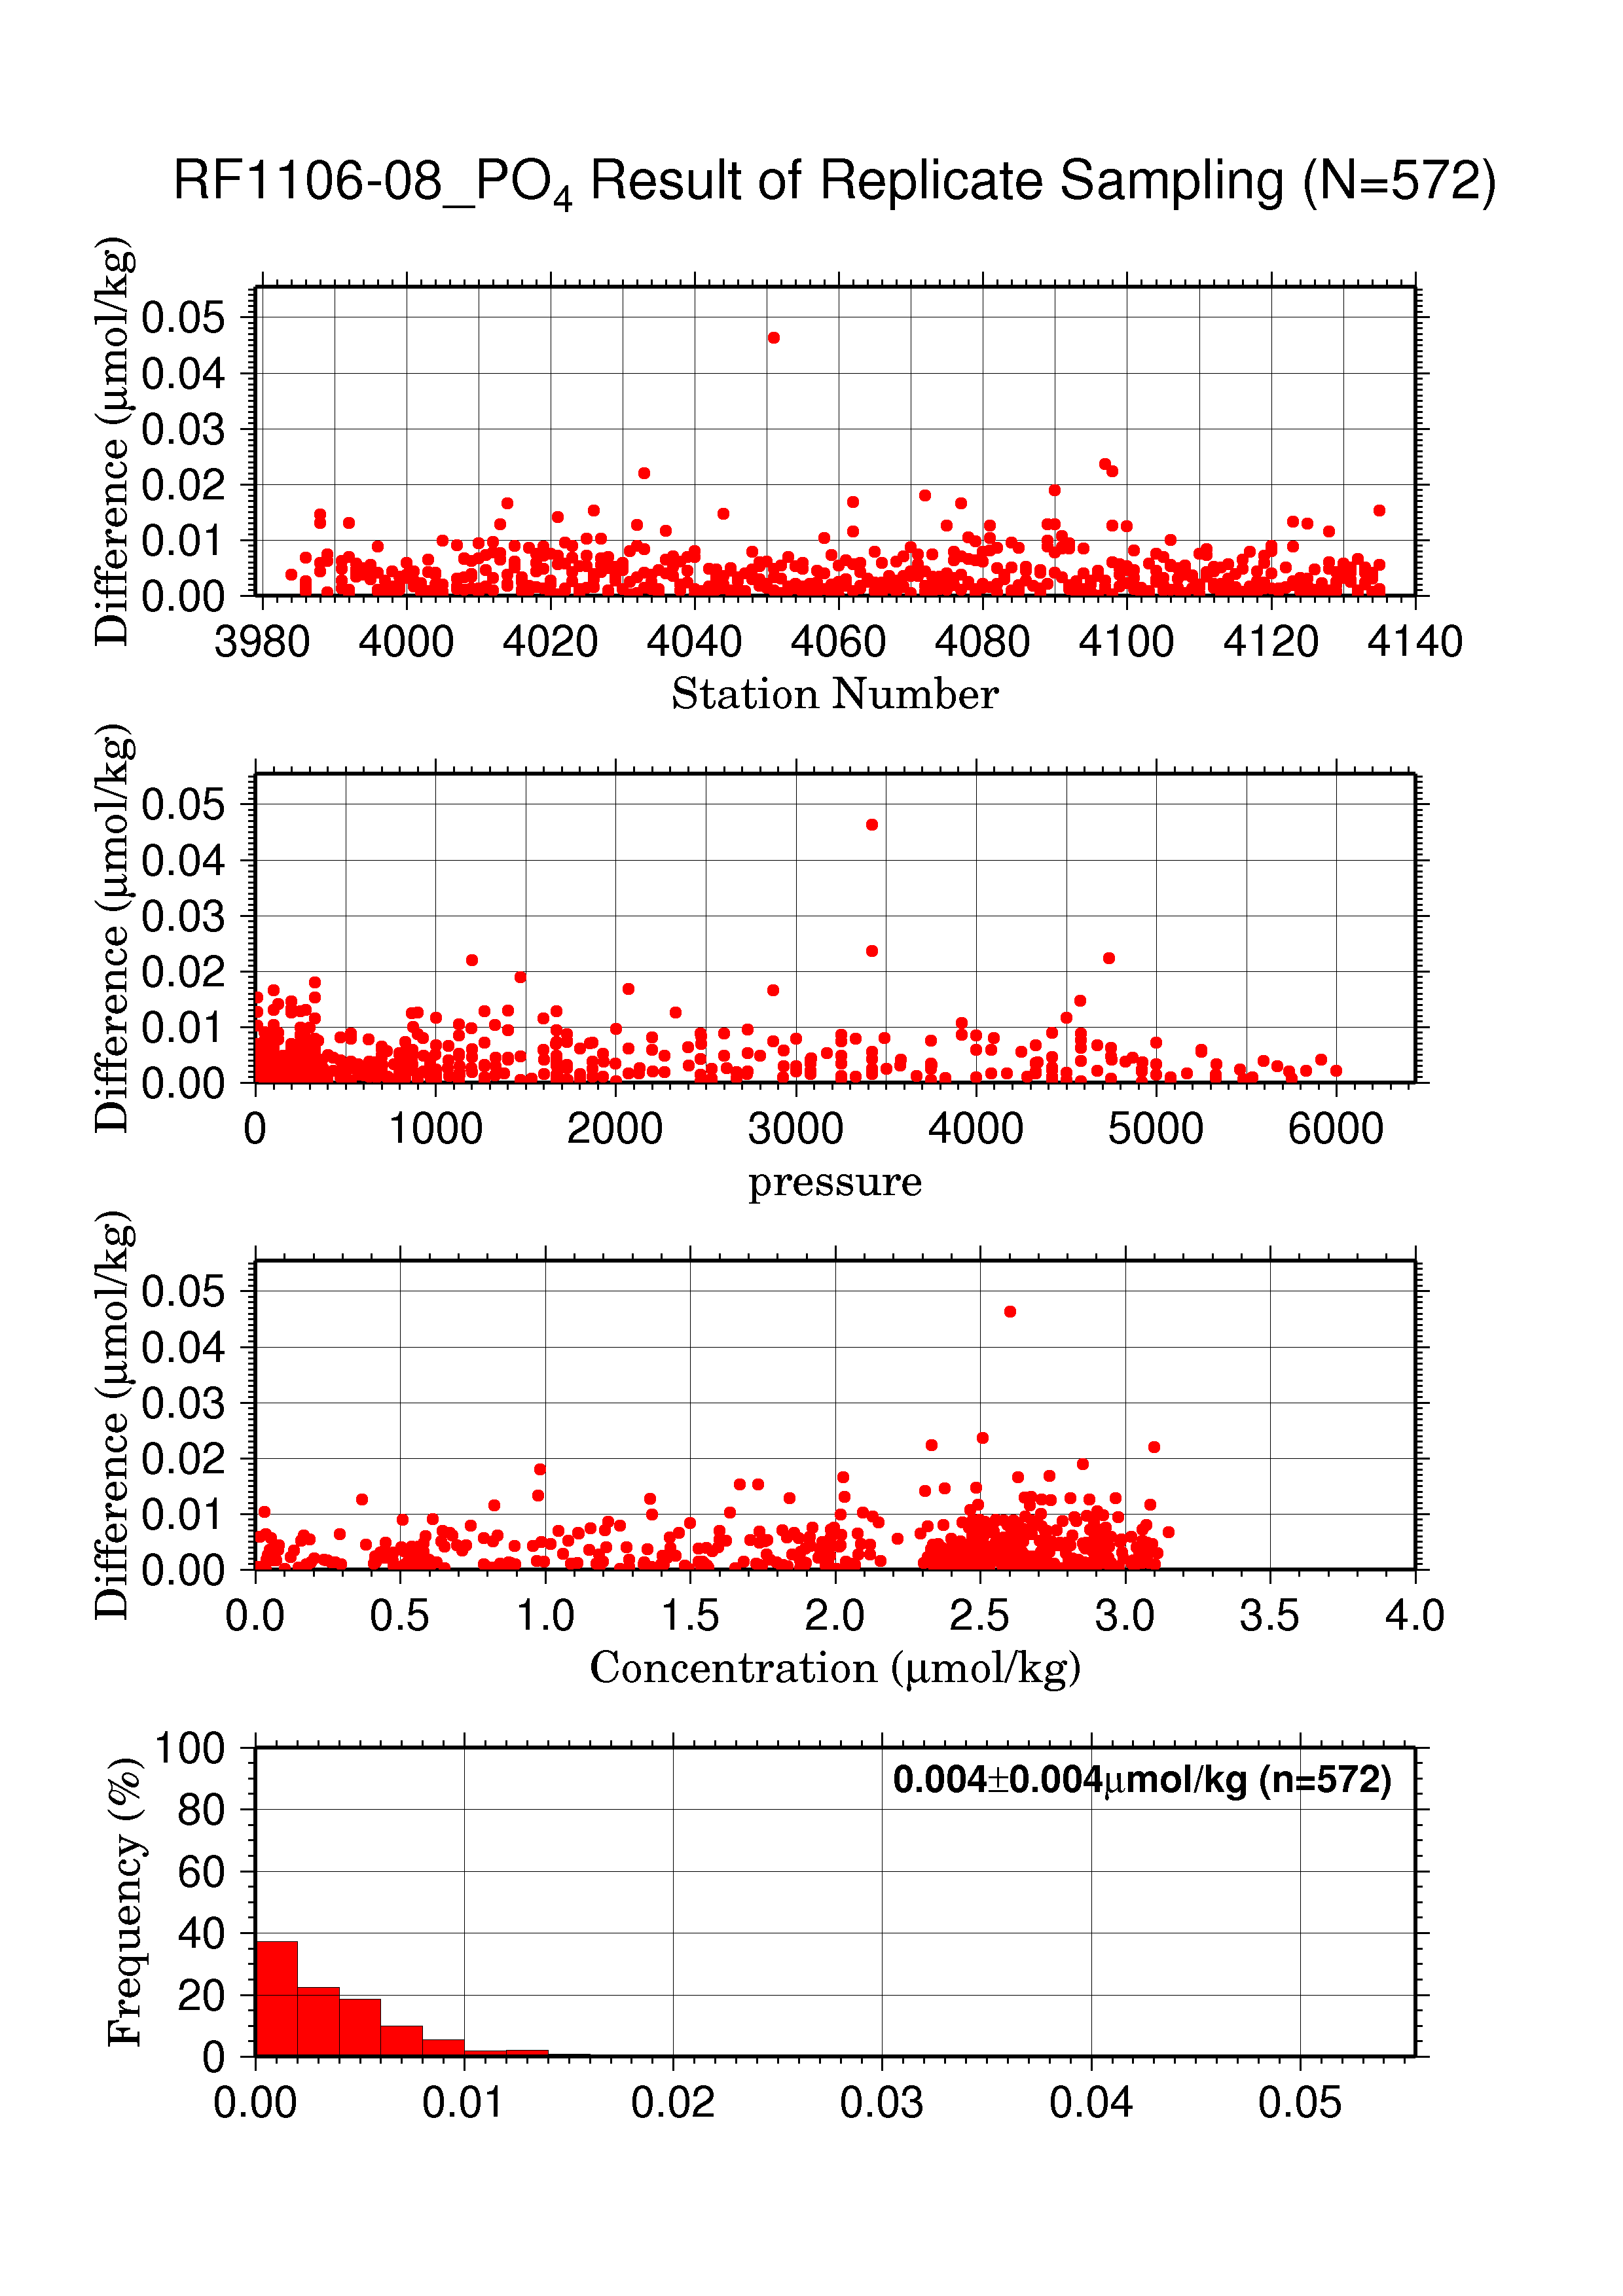 RF1106-08_PO₄ Result of Replicate Sampling (N=572)
Difference (μmol/kg)
0.05
0.04
0.03
0.02
0.01
0.00
3980 4000 4020 4040 4060 4080 4100 4120 4140
Station Number
Difference (μmol/kg)
0.05
0.04
0.03
0.02
0.01
0.00
0 1000 2000 3000 4000 5000 6000
pressure
Difference (μmol/kg)
0.05
0.04
0.03
0.02
0.01
0.00
0.0 0.5 1.0 1.5 2.0 2.5 3.0 3.5 4.0
Concentration (μmol/kg)
Frequency (%)
100
80
60
40
20
0
0.004±0.004μmol/kg (n=572)
0.00 0.01 0.02 0.03 0.04 0.05